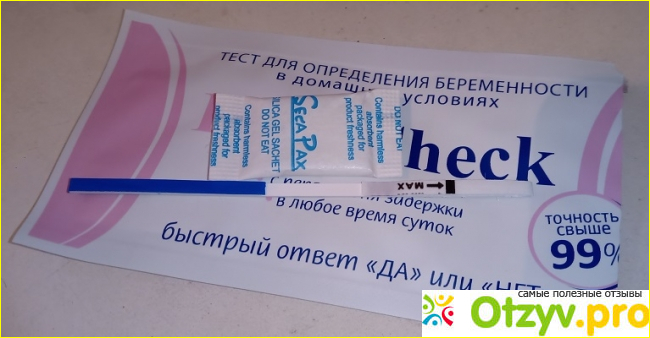 ТЕСТ ДЛЯ ОПРЕДЕЛЕНИЯ БЕРЕМЕННОСТИ
в домашних условиях
heck
Contains harmless
absorbent
packaged for
product freshness
SILICA GEL SACHET
DO NOT EAT
SECA PAX
DO NOT EAT
Contains harmless
absorbent
packaged for
product freshness
MAX
задержки
в любое время суток
ТОЧНОСТЬ
СВЫШЕ
99%
быстрый ответ «ДА» или «НЕТ
самые полезные отзывы
Otzyv.pro